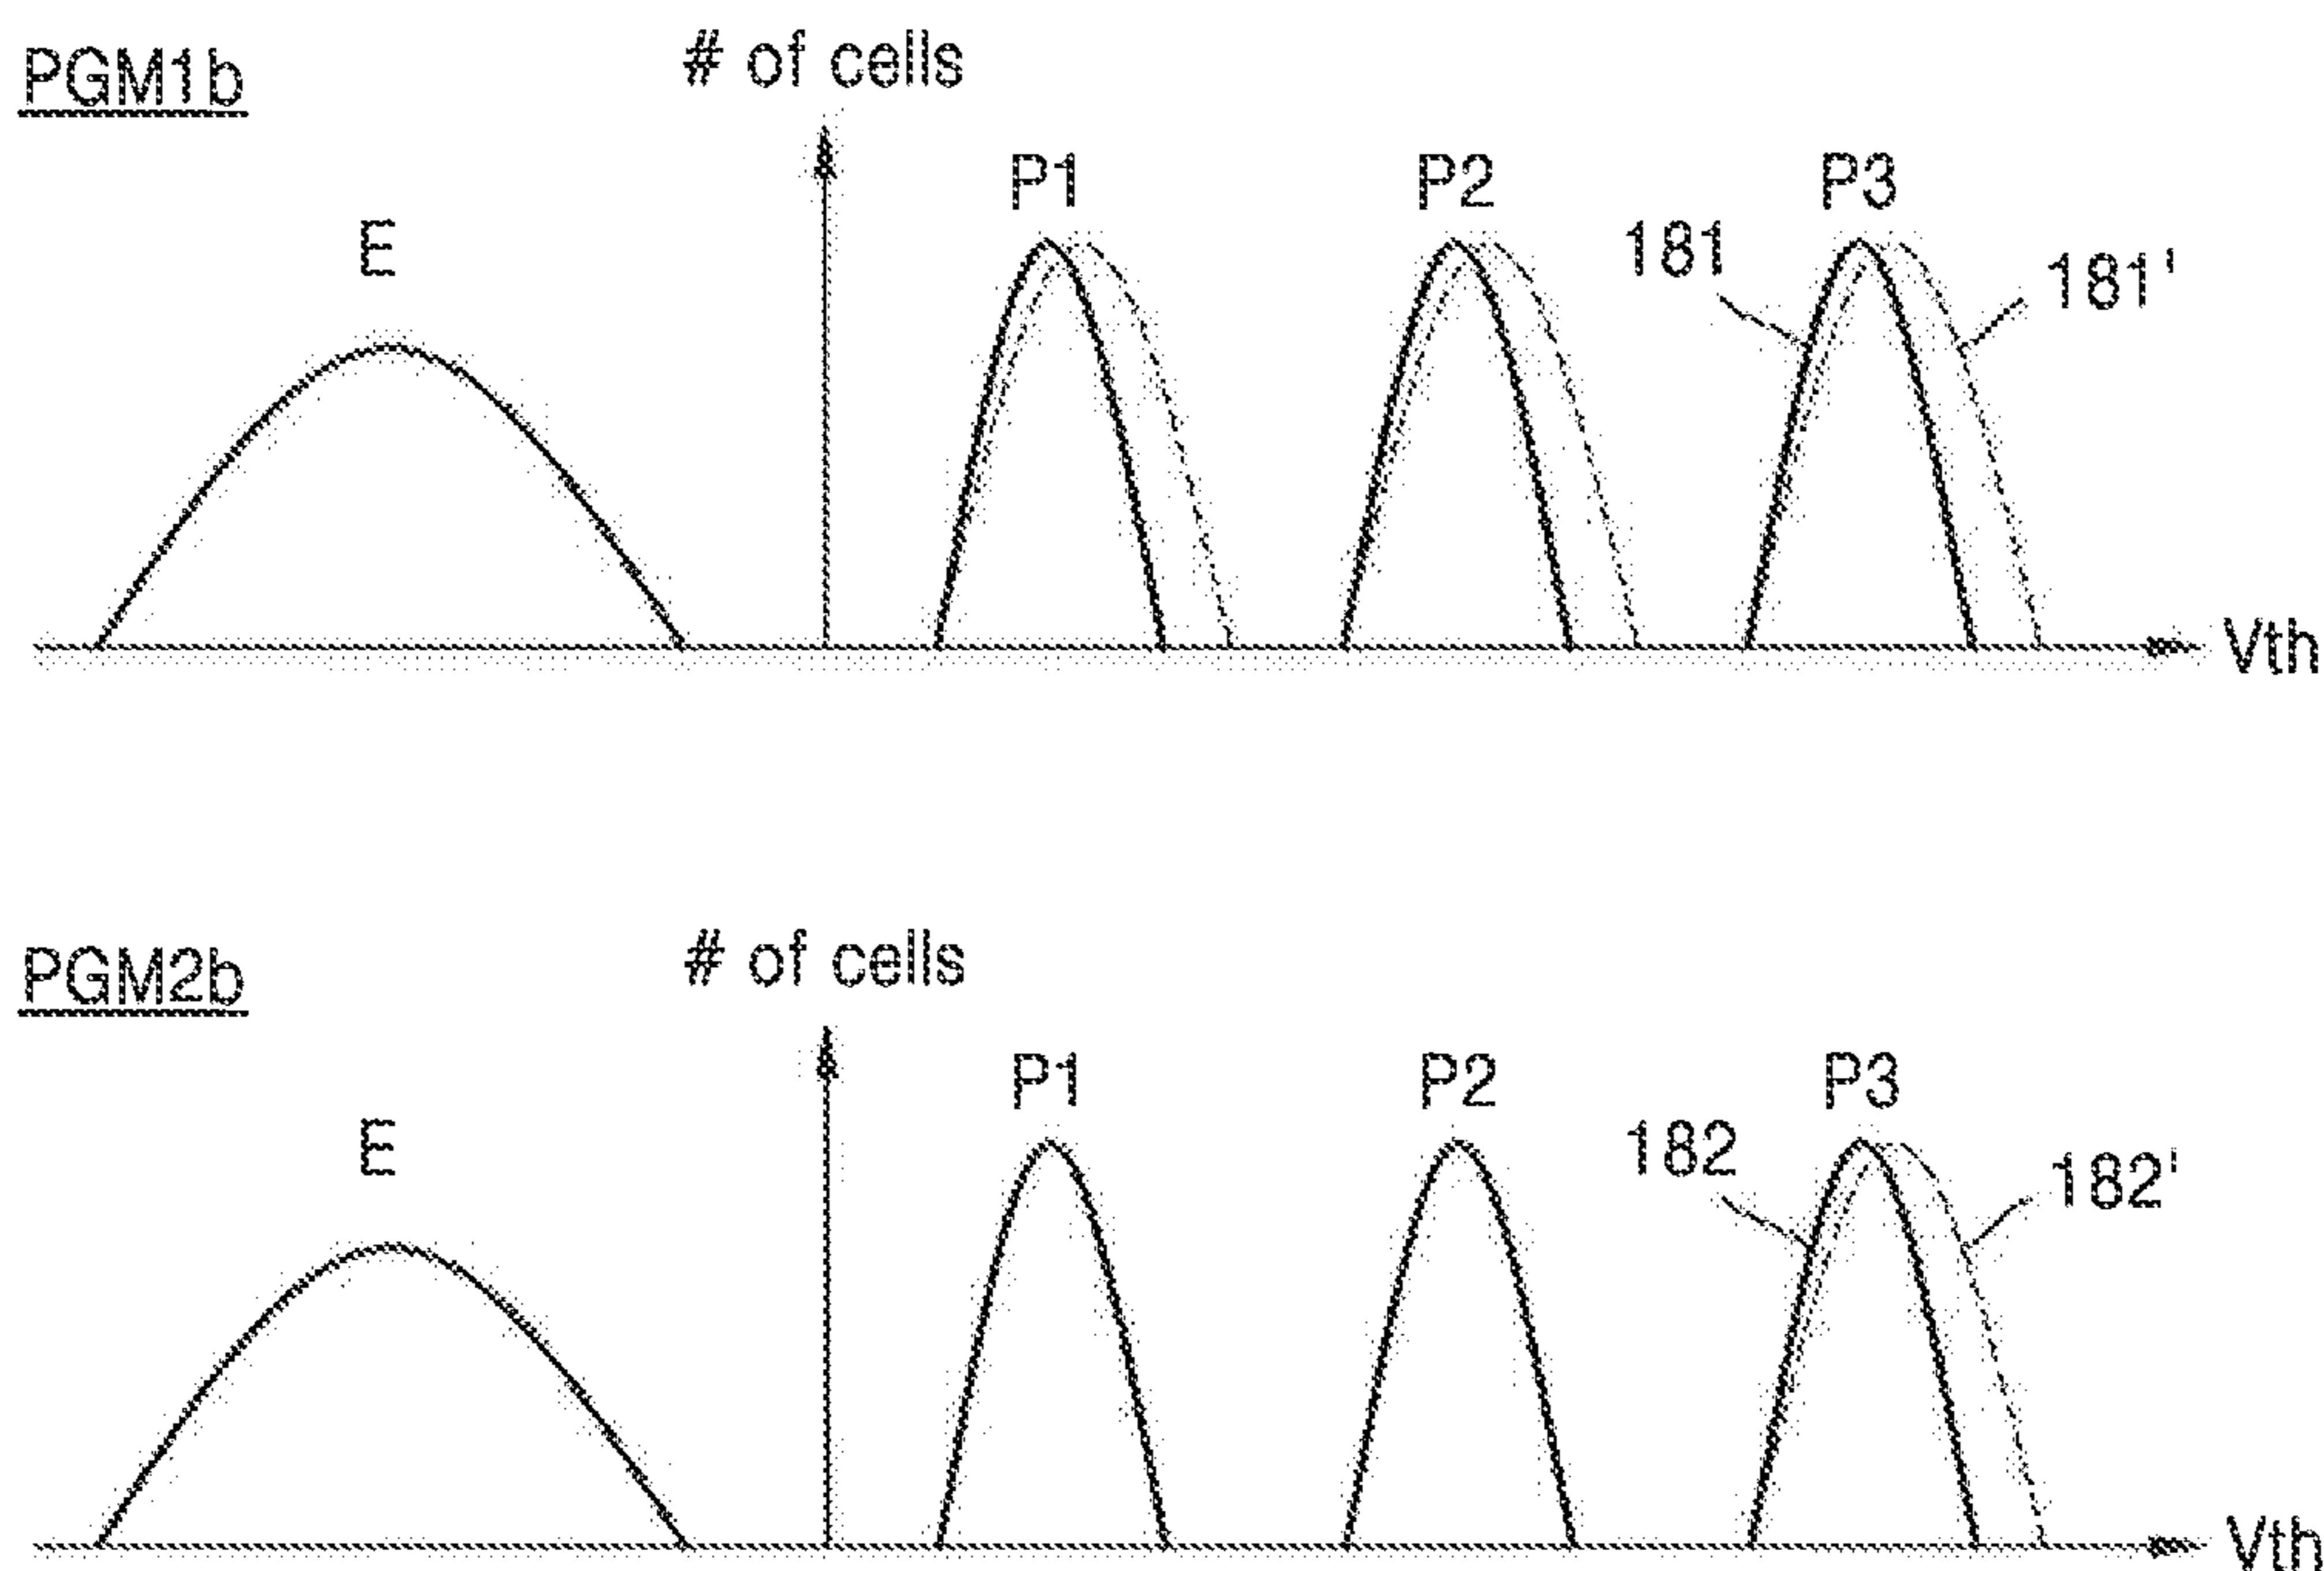 PGM1b
# of cells
E
P1
P2
P3
181
181'
Vth
PGM2b
# of cells
E
P1
P2
P3
182
182'
Vth